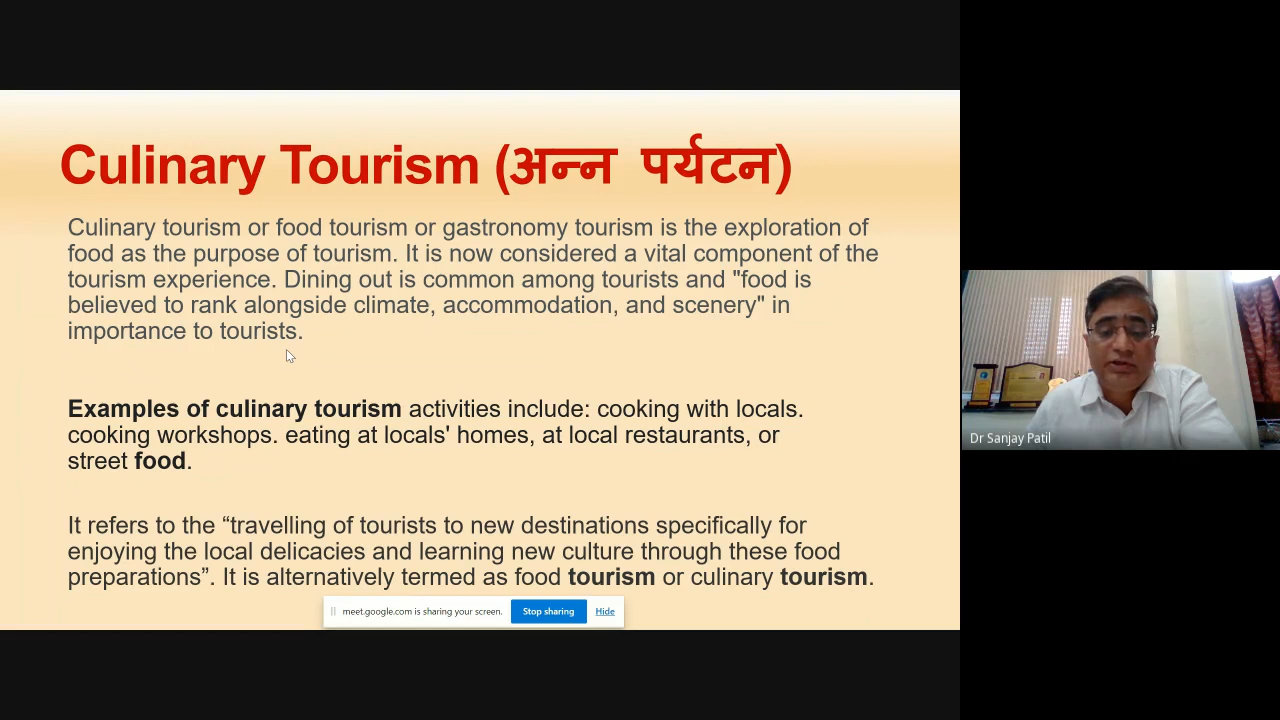 Culinary Tourism (अन्न पर्यटन)
Culinary tourism or food tourism or gastronomy tourism is the exploration of
food as the purpose of tourism. It is now considered a vital component of the
tourism experience. Dining out is common among tourists and "food is
believed to rank alongside climate, accommodation, and scenery" in
importance to tourists.
Examples of culinary tourism activities include: cooking with locals.
cooking workshops. eating at locals' homes, at local restaurants, or
street food.
It refers to the “travelling of tourists to new destinations specifically for
enjoying the local delicacies and learning new culture through these food
preparations”. It is alternatively termed as food tourism or culinary tourism.
meet.google.com is sharing your screen. Stop sharing Hide
Dr Sanjay Patil